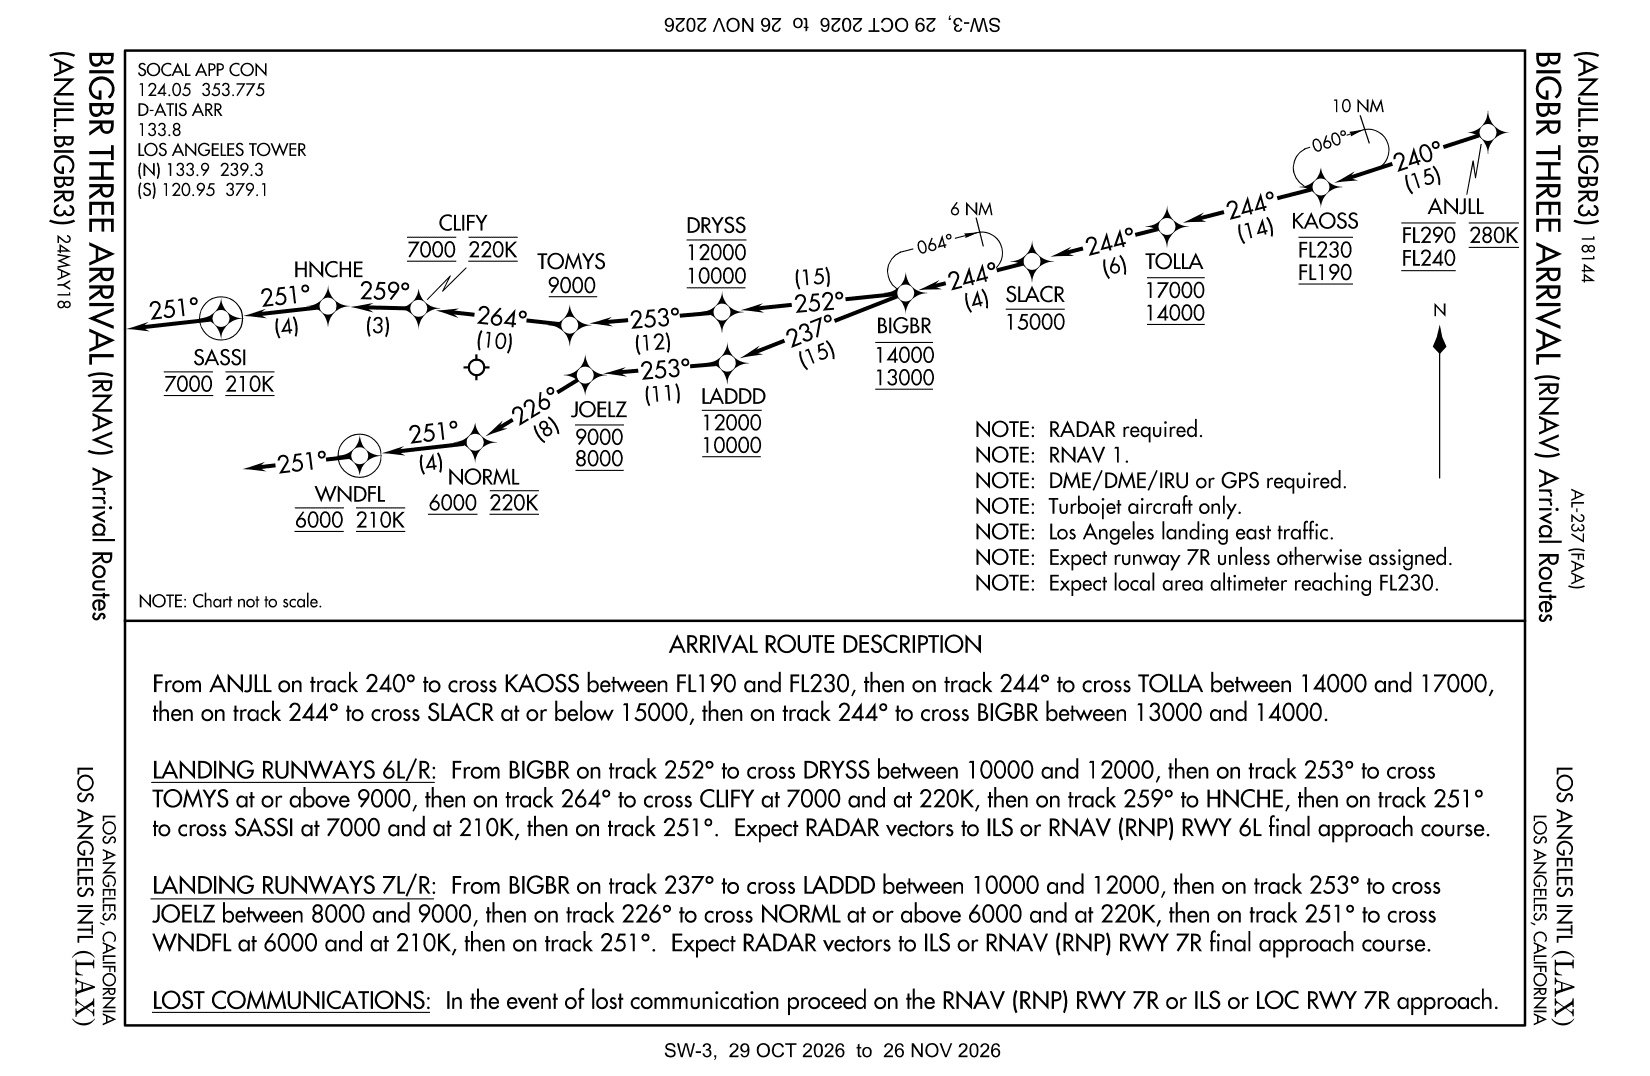 SW-3, 29 OCT 2026 to 26 NOV 2026
BIGBR THREE ARRIVAL (RNAV) Arrival Routes
(ANJLL.BIGBR3) 24MAY18
LOS ANGELES INTL (LAX)
LOS ANGELES, CALIFORNIA
SOCAL APP CON
124.05 353.775
D-ATIS ARR
133.8
LOS ANGELES TOWER
(N) 133.9 239.3
(S) 120.95 379.1
10 NM
060°
240°
(15)
ANJLL
FL290 280K
FL240
KAOSS
FL230
FL190
244°
(14)
TOLLA
17000
14000
244°
(6)
SLACR
15000
6 NM
064°
244°
(4)
BIGBR
14000
13000
(15)
252°
DRYSS
12000
10000
253°
(12)
TOMYS
9000
264°
(10)
CLIFY
7000 220K
259°
(3)
HNCHE
251°
(4)
SASSI
7000 210K
251°
237°
(15)
LADDD
12000
10000
253°
(11)
JOELZ
9000
8000
226°
(8)
NORML
6000 220K
251°
(4)
WNDFL
6000 210K
251°
N
NOTE: RADAR required.
NOTE: RNAV 1.
NOTE: DME/DME/IRU or GPS required.
NOTE: Turbojet aircraft only.
NOTE: Los Angeles landing east traffic.
NOTE: Expect runway 7R unless otherwise assigned.
NOTE: Expect local area altimeter reaching FL230.
NOTE: Chart not to scale.
ARRIVAL ROUTE DESCRIPTION
From ANJLL on track 240° to cross KAOSS between FL190 and FL230, then on track 244° to cross TOLLA between 14000 and 17000,
then on track 244° to cross SLACR at or below 15000, then on track 244° to cross BIGBR between 13000 and 14000.
LANDING RUNWAYS 6L/R: From BIGBR on track 252° to cross DRYSS between 10000 and 12000, then on track 253° to cross
TOMYS at or above 9000, then on track 264° to cross CLIFY at 7000 and at 220K, then on track 259° to HNCHE, then on track 251°
to cross SASSI at 7000 and at 210K, then on track 251°. Expect RADAR vectors to ILS or RNAV (RNP) RWY 6L final approach course.
LANDING RUNWAYS 7L/R: From BIGBR on track 237° to cross LADDD between 10000 and 12000, then on track 253° to cross
JOELZ between 8000 and 9000, then on track 226° to cross NORML at or above 6000 and at 220K, then on track 251° to cross
WNDFL at 6000 and at 210K, then on track 251°. Expect RADAR vectors to ILS or RNAV (RNP) RWY 7R final approach course.
LOST COMMUNICATIONS: In the event of lost communication proceed on the RNAV (RNP) RWY 7R or ILS or LOC RWY 7R approach.
(ANJLL.BIGBR3) 18144
BIGBR THREE ARRIVAL (RNAV) Arrival Routes
AL-237 (FAA)
LOS ANGELES INTL (LAX)
LOS ANGELES, CALIFORNIA
SW-3, 29 OCT 2026 to 26 NOV 2026